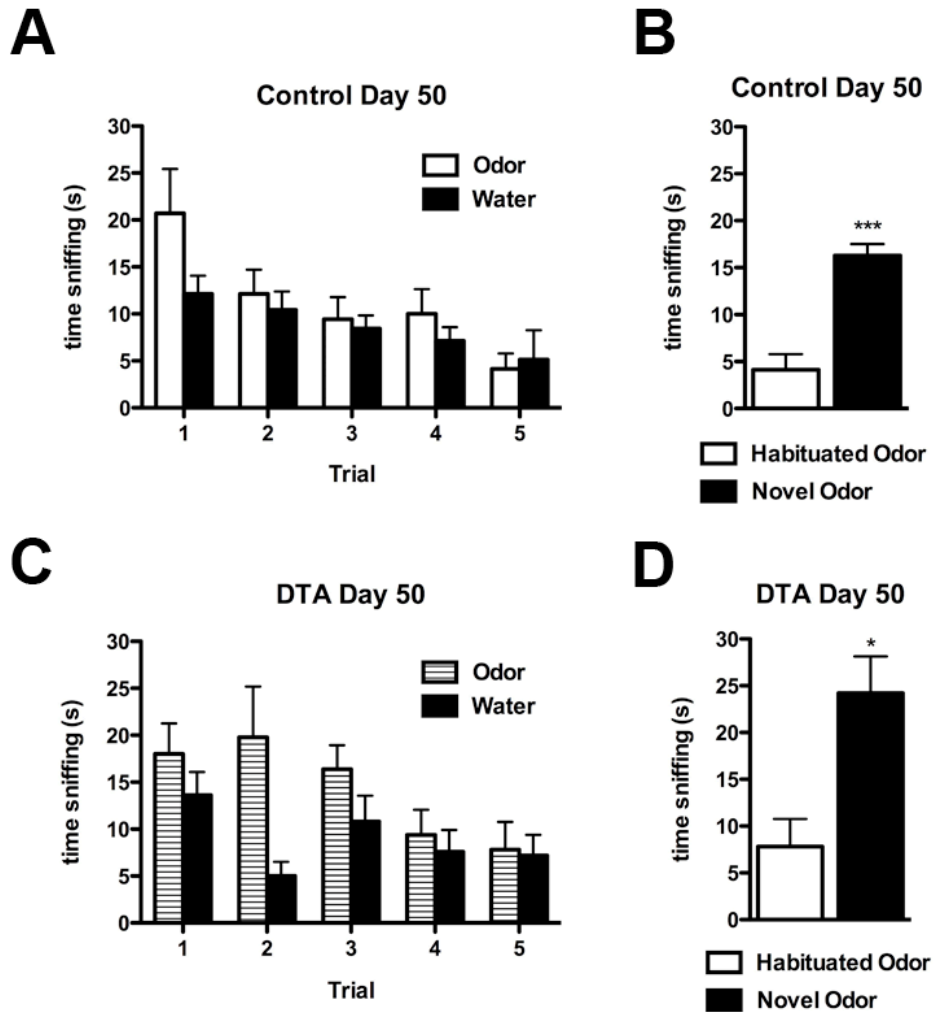 A
Control Day 50
time sniffing (s)
30
25
20
15
10
5
0
Odor
Water
1 2 3 4 5
Trial
B
Control Day 50
time sniffing (s)
30
25
20
15
10
5
0
***
Habituated Odor
Novel Odor
C
DTA Day 50
time sniffing (s)
30
25
20
15
10
5
0
Odor
Water
1 2 3 4 5
Trial
D
DTA Day 50
time sniffing (s)
30
25
20
15
10
5
0
*
Habituated Odor
Novel Odor